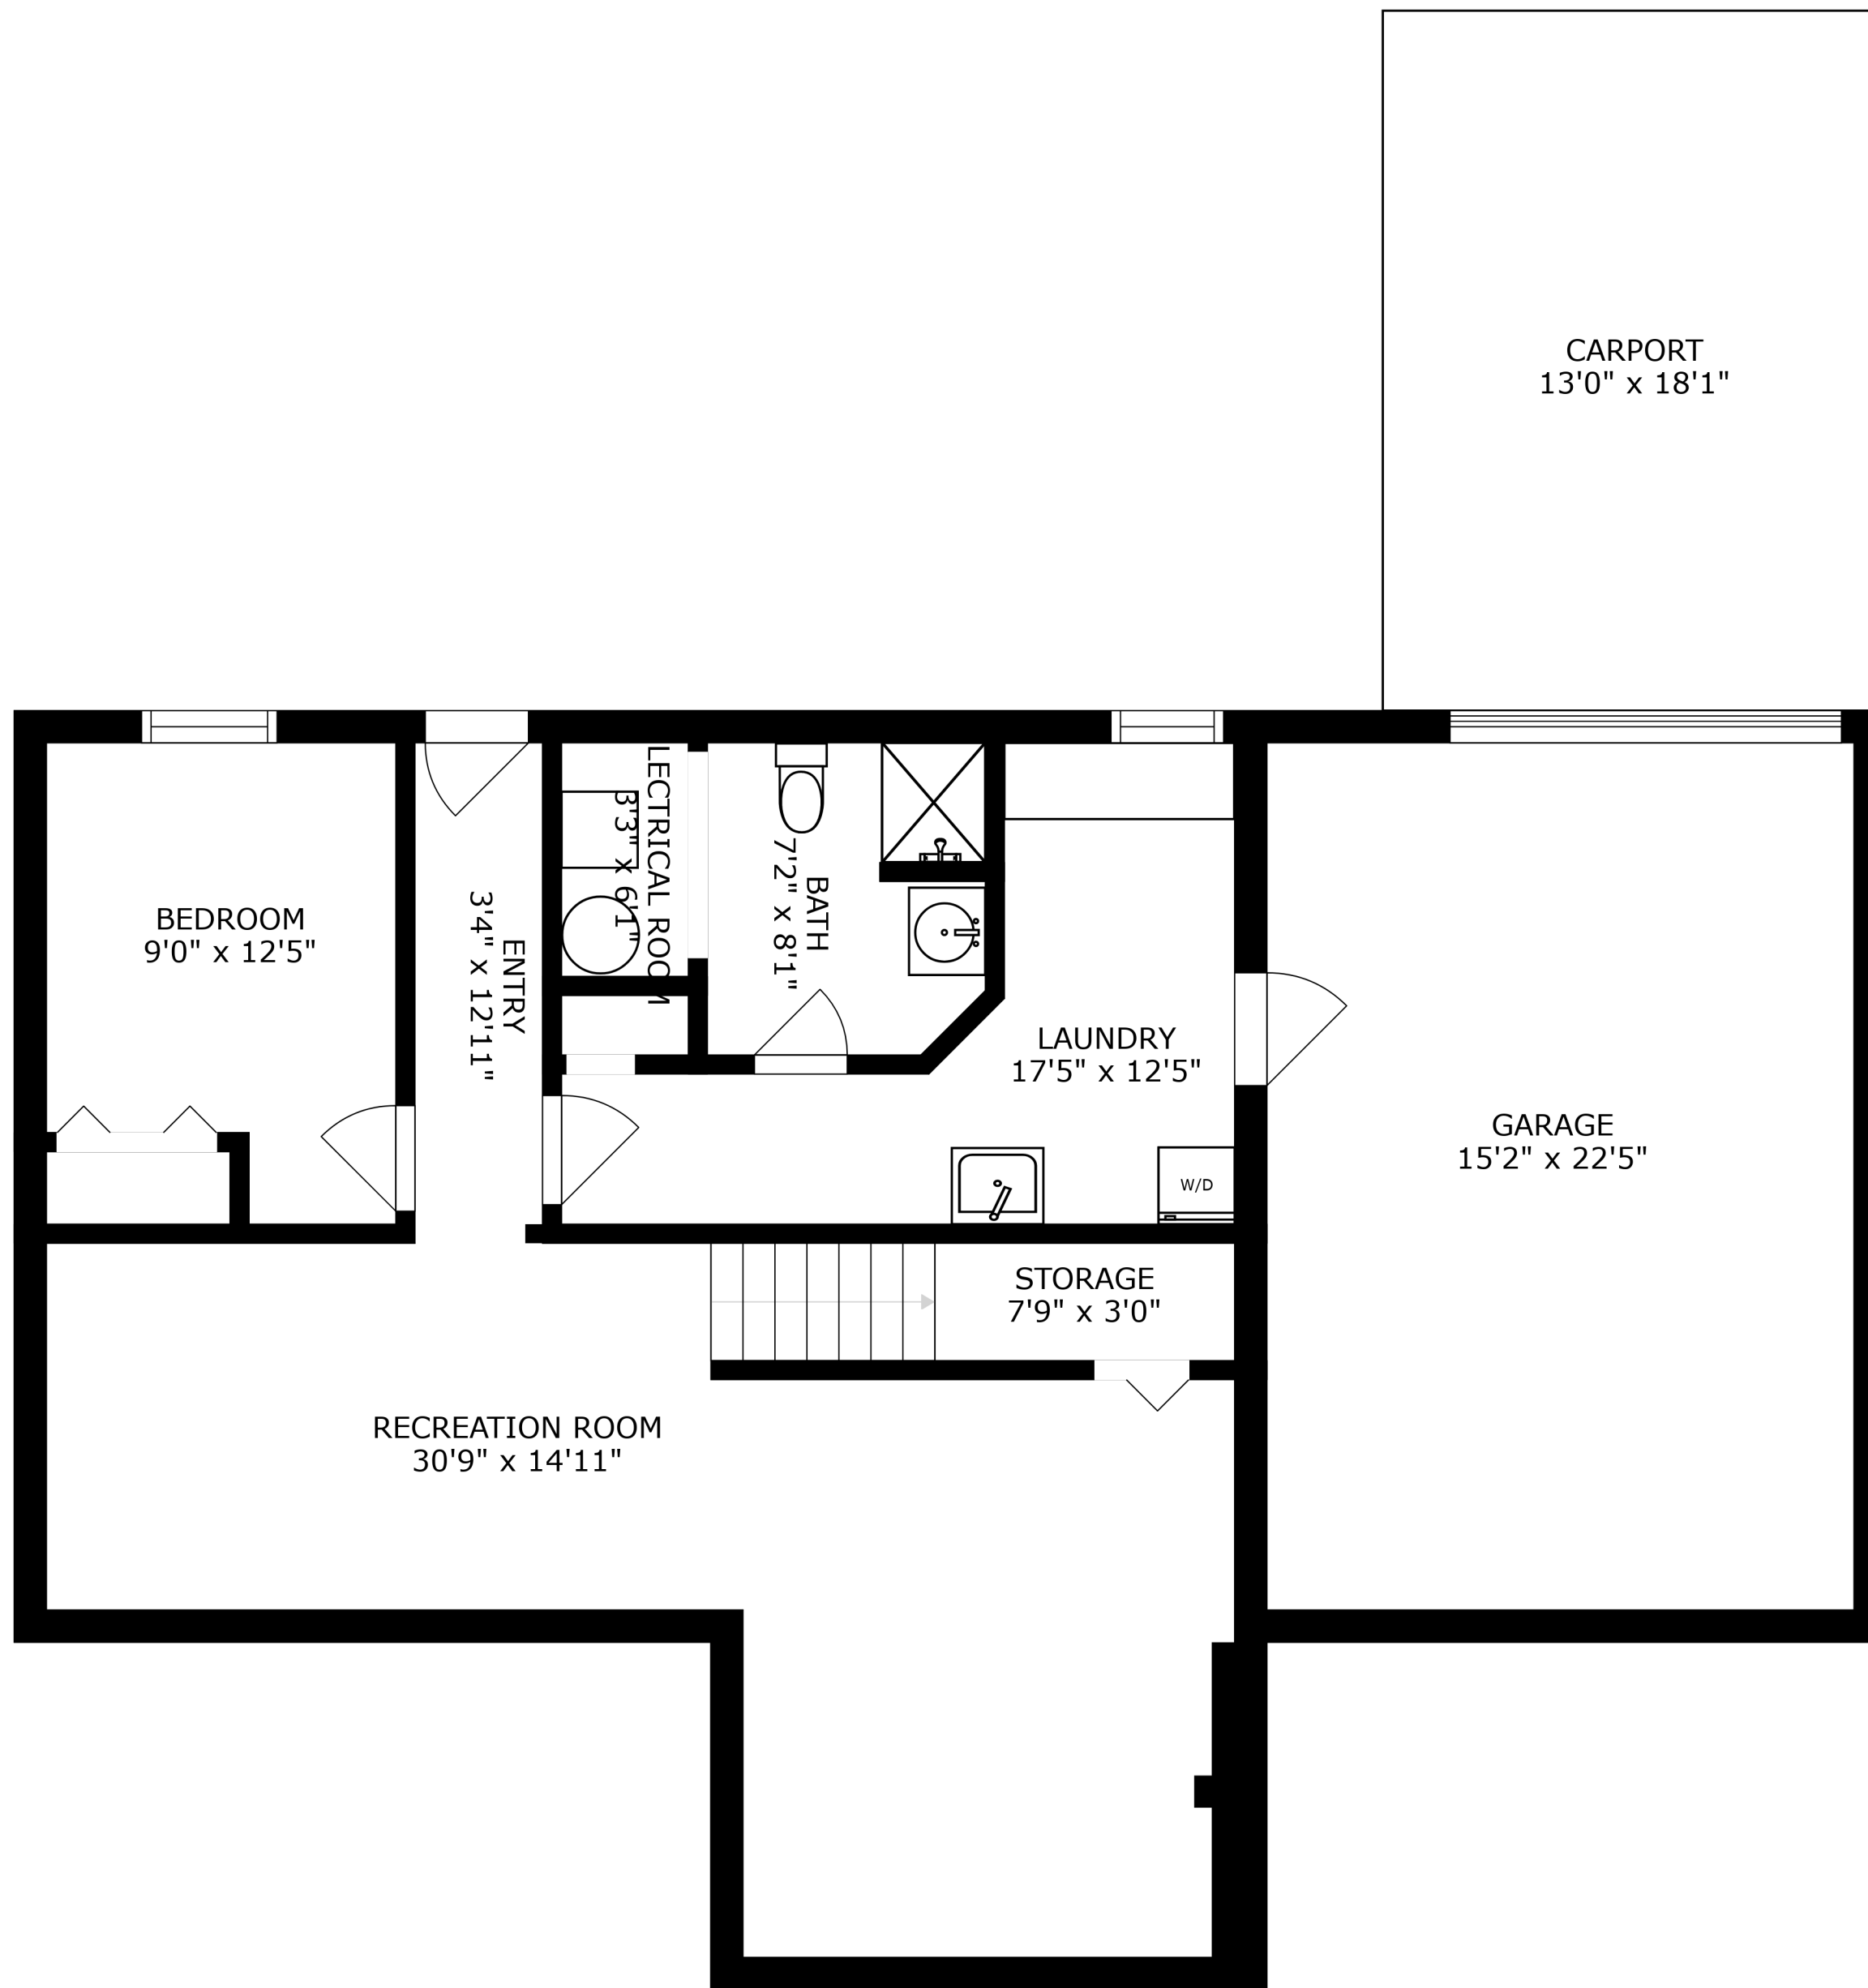 CARPORT
13'0" x 18'1"
BEDROOM
9'0" x 12'5"
ENTRY
3'4" x 12'11"
LECTRICAL ROOM
3'3" x 6'1"
BATH
7'2" x 8'1"
LAUNDRY
17'5" x 12'5"
GARAGE
15'2" x 22'5"
W/D
STORAGE
7'9" x 3'0"
RECREATION ROOM
30'9" x 14'11"